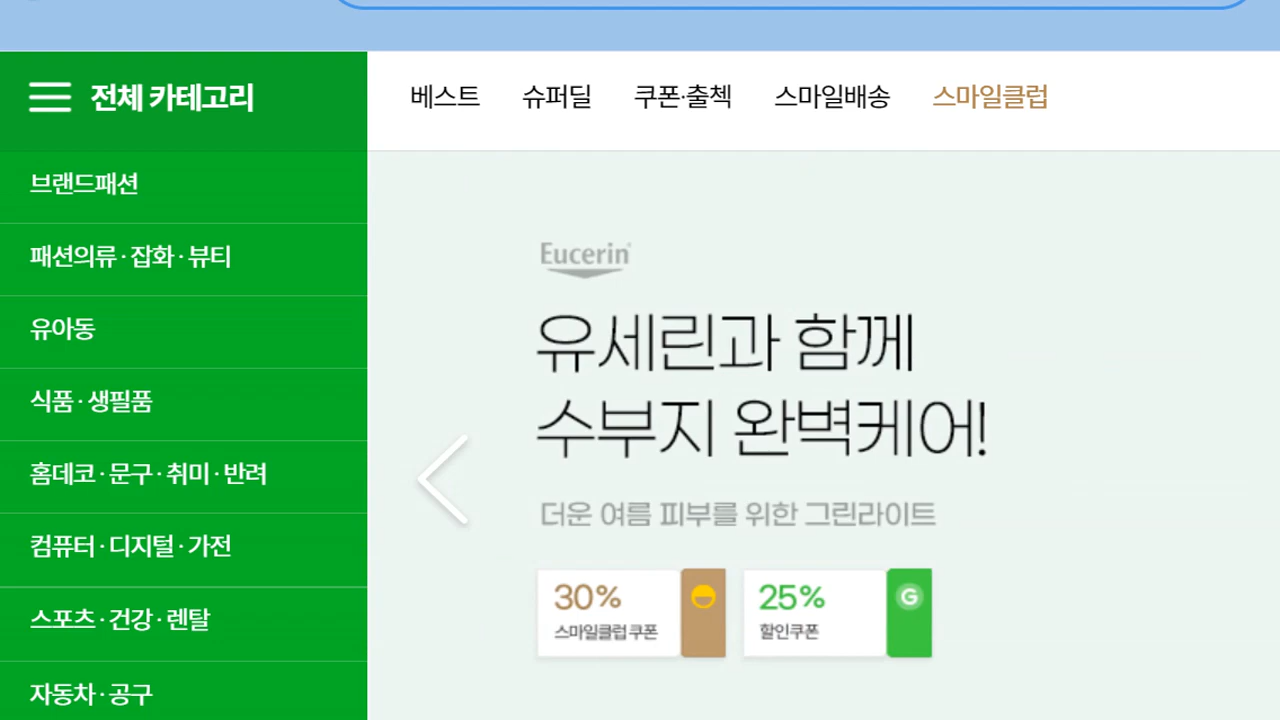 전체 카테고리
베스트 슈퍼딜 쿠폰·출첵 스마일배송 스마일클럽
브랜드패션
패션의류·잡화·뷰티
유아동
식품·생필품
홈데코·문구·취미·반려
컴퓨터·디지털·가전
스포츠·건강·렌탈
자동차·공구
Eucerin
유세린과 함께
수부지 완벽케어!
더운 여름 피부를 위한 그린라이트
30%
스마일클럽 쿠폰
25%
할인쿠폰
G